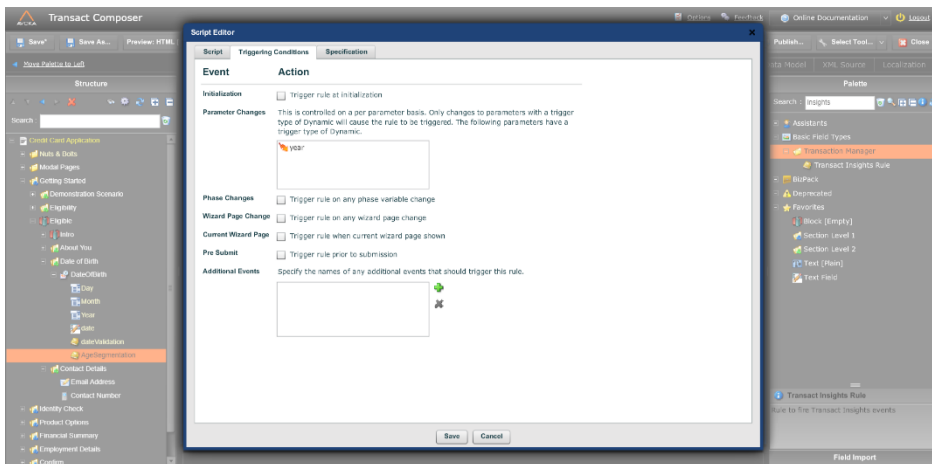 AVOKA
Transact Composer
Options
Feedback
Online Documentation
Logout
Save*
Save As...
Preview: HTML
Publish...
Select Tool...
Close
Move Palette to Left
Data Model
XML Source
Localization
Structure
Search :
Credit Card Application
Nuts & Bolts
Modal Pages
Getting Started
Demonstration Scenario
Eligibility
Eligible
Intro
About You
Date of Birth
DateOfBirth
Day
Month
Year
date
dateValidation
AgeSegmentation
Contact Details
Email Address
Contact Number
Identity Check
Product Options
Financial Summary
Employment Details
Confirm
Script Editor
Script
Triggering Conditions
Specification
Event
Action
Initialization
Trigger rule at initialization
Parameter Changes
This is controlled on a per parameter basis. Only changes to parameters with a trigger
type of Dynamic will cause the rule to be triggered. The following parameters have a
trigger type of Dynamic.
year
Phase Changes
Trigger rule on any phase variable change
Wizard Page Change
Trigger rule on any wizard page change
Current Wizard Page
Trigger rule when current wizard page shown
Pre Submit
Trigger rule prior to submission
Additional Events
Specify the names of any additional events that should trigger this rule.
Save
Cancel
Palette
Search : insights
Assistants
Basic Field Types
Transaction Manager
Transact Insights Rule
BizPack
Deprecated
Favorites
Block [Empty]
Section Level 1
Section Level 2
Text [Plain]
Text Field
Transact Insights Rule
Rule to fire Transact Insights events
Field Import